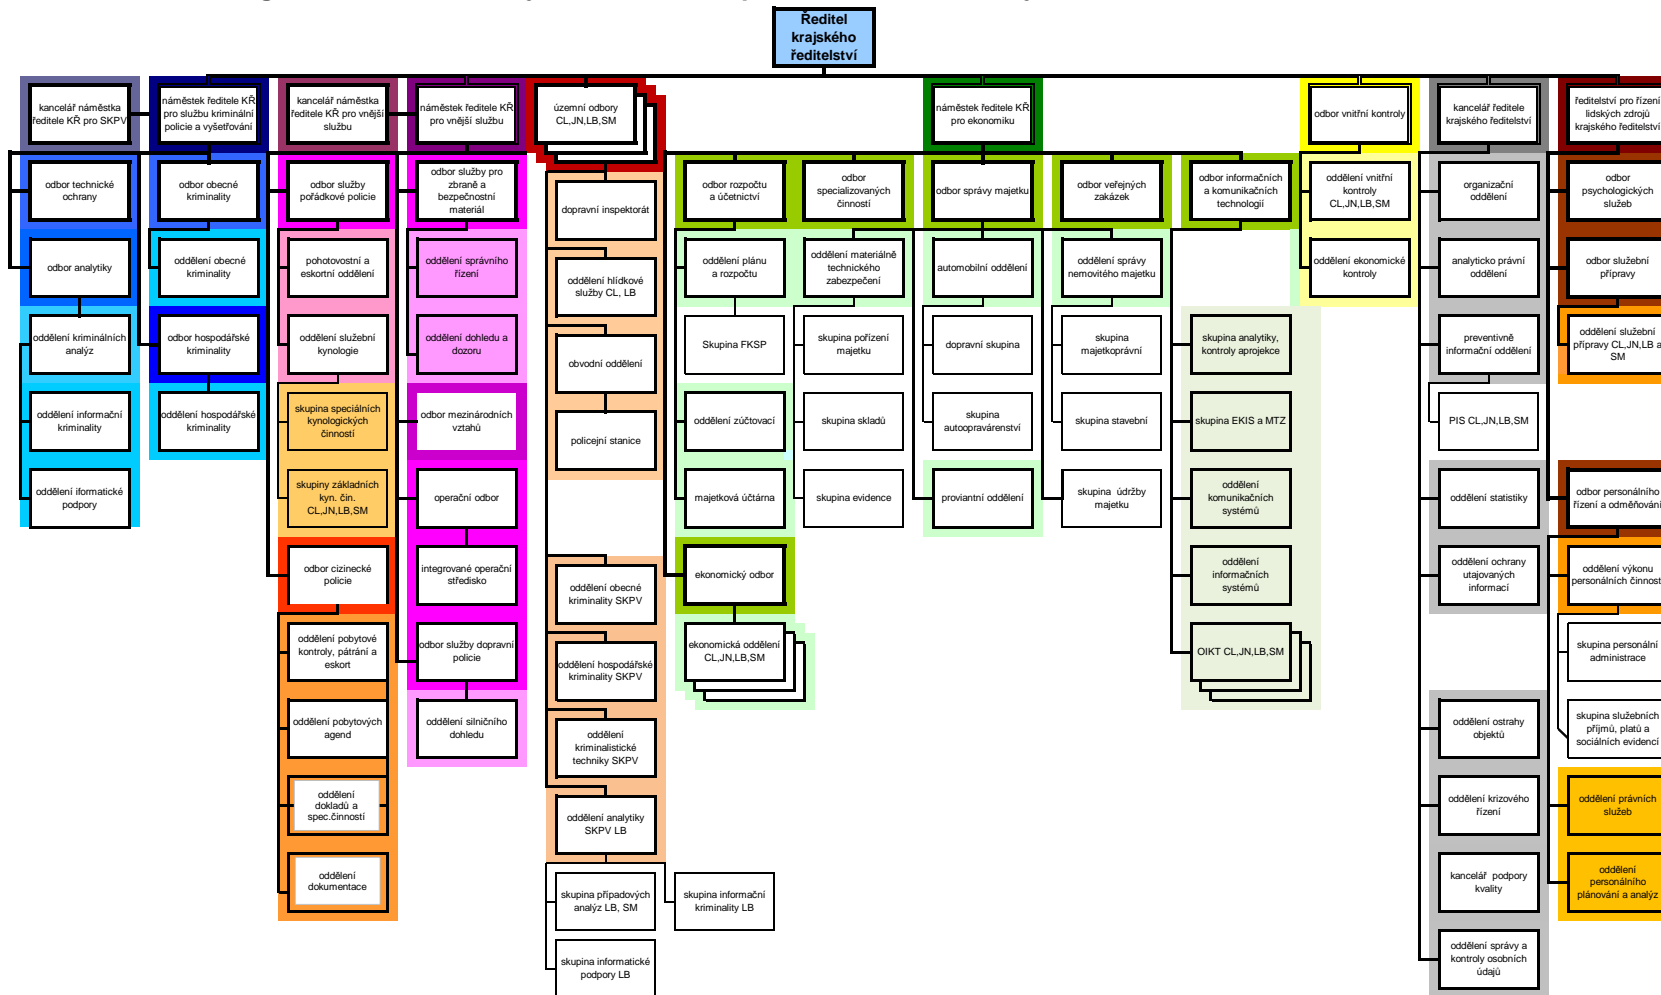 Ředitel
krajského
ředitelství
kancelář náměstka
ředitele KŘ pro SKPV
náměstek ředitele KŘ
pro službu kriminální
policie a vyšetřování
kancelář náměstka
ředitele KŘ pro vnější
službu
náměstek ředitele KŘ
pro vnější službu
územní odbory
CL,JN,LB,SM
náměstek ředitele KŘ
pro ekonomiku
odbor vnitřní kontroly
kancelář ředitele
krajského ředitelství
ředitelství pro řízení
lidských zdrojů
krajského ředitelství
odbor technické
ochrany
odbor obecné
kriminality
odbor služby
pořádkové policie
odbor služby pro
zbraně a
bezpečnostní
materiál
dopravní inspektorát
odbor rozpočtu
a účetnictví
odbor
specializovaných
činností
odbor správy majetku
odbor veřejných
zakázek
odbor informačních
a komunikačních
technologií
oddělení vnitřní
kontroly
CL,JN,LB,SM
organizační
oddělení
odbor
psychologických
služeb
odbor analytiky
oddělení obecné
kriminality
pohotovostní a
eskortní oddělení
oddělení správního
řízení
oddělení hlídkové
služby CL, LB
oddělení plánu
a rozpočtu
oddělení materiálně
technického
zabezpečení
automobilní oddělení
oddělení správy
nemovitého majetku
oddělení ekonomické
kontroly
analyticko právní
oddělení
odbor služební
přípravy
oddělení kriminálních
analýz
odbor hospodářské
kriminality
oddělení služební
kynologie
oddělení dohledu a
dozoru
obvodní oddělení
Skupina FKSP
skupina pořízení
majetku
dopravní skupina
skupina
majetkoprávní
skupina analytiky,
kontroly aprojekce
preventivně
informační oddělení
oddělení služební
přípravy CL,JN,LB a
SM
oddělení informační
kriminality
oddělení hospodářské
kriminality
skupina speciálních
kynologických
činností
odbor mezinárodních
vztahů
policejní stanice
oddělení zúčtovací
skupina skladů
skupina
autoopravárenství
skupina stavební
skupina EKIS a MTZ
PIS CL,JN,LB,SM
oddělení iformatické
podpory
skupiny základních
kyn. čin.
CL,JN,LB,SM
operační odbor
majetková účtárna
skupina evidence
proviantní oddělení
skupina údržby
majetku
oddělení
komunikačních
systémů
oddělení statistiky
odbor personálního
řízení a odměňování
odbor cizinecké
policie
integrované operační
středisko
oddělení obecné
kriminality SKPV
ekonomický odbor
oddělení
informačních
systémů
oddělení ochrany
utajovaných
informací
oddělení výkonu
personálních činností
oddělení pobytové
kontroly, pátrání a
eskort
odbor služby dopravní
policie
oddělení hospodářské
kriminality SKPV
ekonomická oddělení
CL,JN,LB,SM
OIKT CL,JN,LB,SM
skupina personální
administrace
oddělení pobytových
agend
oddělení silničního
dohledu
oddělení
kriminalistické
techniky SKPV
oddělení ostrahy
objektů
skupina služebních
příjmů, platů a
sociálních evidencí
oddělení
dokladů a
spec.činností
oddělení analytiky
SKPV LB
oddělení krizového
řízení
oddělení právních
služeb
oddělení
dokumentace
skupina případových
analýz LB, SM
skupina informační
kriminality LB
kancelář podpory
kvality
oddělení
personálního
plánování a analýz
skupina informatické
podpory LB
oddělení správy a
kontroly osobních
údajů